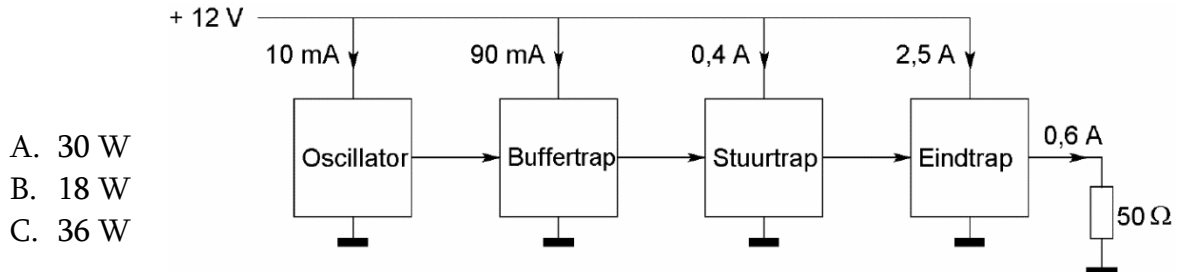 + 12 V
10 mA 90 mA 0,4 A 2,5 A
Oscillator Buffertrap Stuurtrap Eindtrap
0,6 A
50 Ω
A. 30 W
B. 18 W
C. 36 W